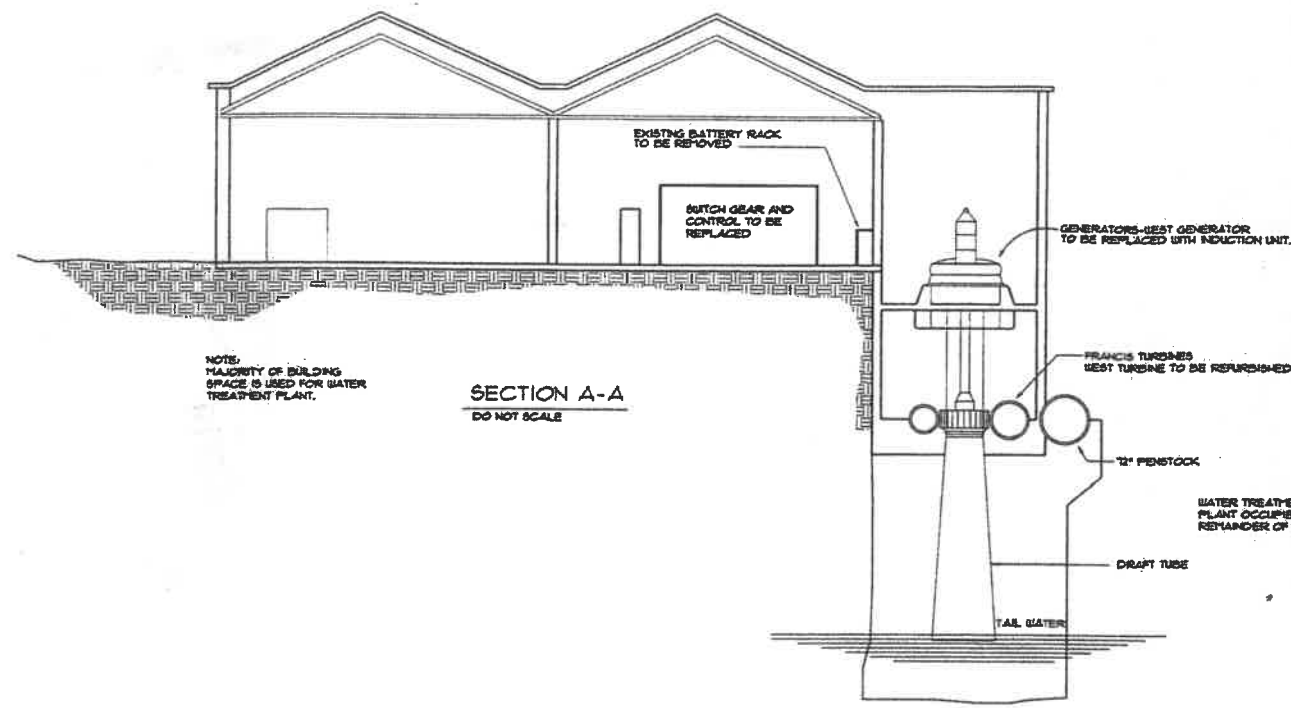 EXISTING BATTERY RACK
TO BE REMOVED
SWITCH GEAR AND
CONTROL TO BE
REPLACED
GENERATORS-WEST GENERATOR
TO BE REPLACED WITH INDUCTION UNIT.
NOTE:
MAJORITY OF BUILDING
SPACE IS USED FOR WATER
TREATMENT PLANT.
SECTION A-A
DO NOT SCALE
FRANCIS TURBINES
WEST TURBINE TO BE REFURBISHED
72" PENSTOCK
WATER TREATME
PLANT OCCUPIE
REMAINDER OF
DRAFT TUBE
TAIL WATER